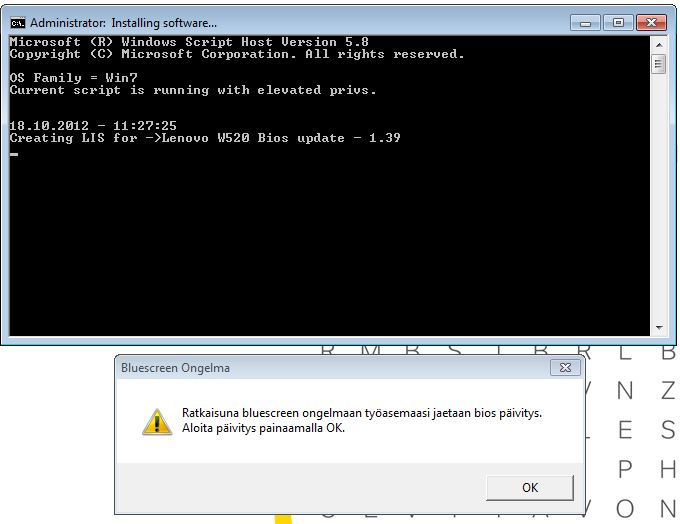 Administrator: Installing software...
Microsoft (R) Windows Script Host Version 5.8
Copyright (C) Microsoft Corporation. All rights reserved.
OS Family = Win7
Current script is running with elevated privs.
18.10.2012 - 11:27:25
Creating LIS for ->Lenovo W520 Bios update - 1.39
R M B S T B R L B
V N Z
Bluescreen Ongelma
Ratkaisuna bluescreen ongelmaan työasemaasi jaetaan bios päivitys.
Aloita päivitys painaamalla OK.
L E S
P H
OK
V O N